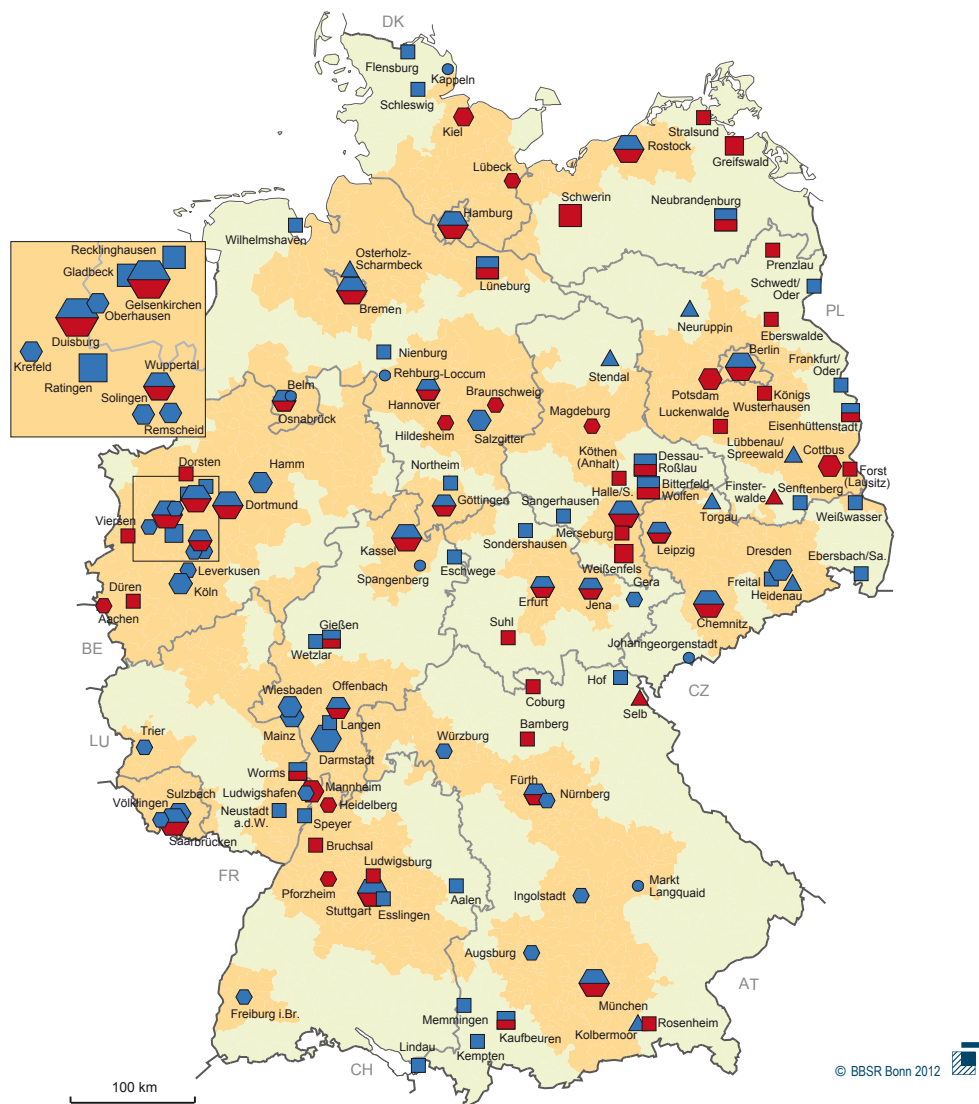 DK
Flensburg
Kappeln
Schleswig
Kiel
Stralsund
Rostock
Greifswald
Lübeck
Schwerin
Neubrandenburg
Hamburg
Wilhelmshaven
Osterholz-
Scharmbeck
Lüneburg
Bremen
Prenzlau
Schwedt/
Oder
PL
Recklinghausen
Gladbeck
Gelsenkirchen
Oberhausen
Duisburg
Krefeld
Wuppertal
Ratingen
Solingen
Remscheid
Neuruppin
Eberswalde
Nienburg
Stendal
Berlin
Frankfurt/
Oder
Rehburg-Loccum
Belm
Hannover
Braunschweig
Potsdam
Königs
Wusterhausen
Osnabrück
Magdeburg
Luckenwalde
Eisenhüttenstadt
Hildesheim
Salzgitter
Lübbenau/
Spreewald
Cottbus
Dorsten
Hamm
Northeim
Köthen
(Anhalt)
Dessau-
Roßlau
Forst
(Lausitz)
Bitterfeld-
Wolfen
Finster-
walde
Senftenberg
Dortmund
Göttingen
Sangerhausen
Halle/S.
Torgau
Weißwasser
Viersen
Merseburg
Kassel
Sondershausen
Leipzig
Dresden
Ebersbach/Sa.
Spangenberg
Eschwege
Weißenfels
Leverkusen
Köln
Gera
Freital
Heidenau
Düren
Erfurt
Jena
Chemnitz
Aachen
Gießen
Suhl
BE
Wetzlar
Johanngeorgenstadt
CZ
Hof
Wiesbaden
Offenbach
Coburg
Selb
Mainz
Langen
Bamberg
LU
Trier
Würzburg
Darmstadt
Worms
Mannheim
Fürth
Sulzbach
Ludwigshafen
Heidelberg
Nürnberg
Völklingen
Neustadt
a.d.W.
Speyer
Saarbrücken
Bruchsal
FR
Ludwigsburg
Pforzheim
Markt
Langquaid
Stuttgart
Esslingen
Aalen
Ingolstadt
Augsburg
AT
Freiburg i.Br.
München
Memmingen
Kaufbeuren
Kolbermoor
Rosenheim
Lindau
Kempten
CH
100 km
© BBSR Bonn 2012